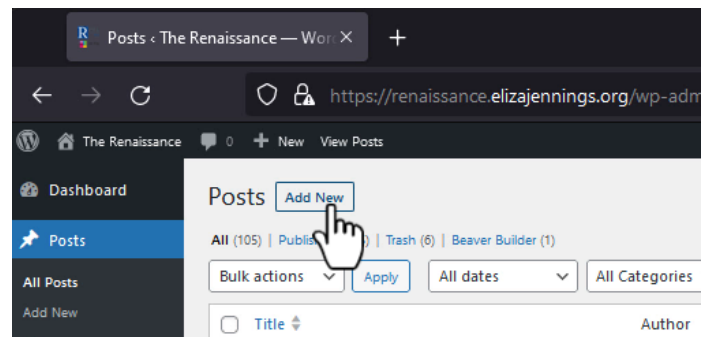 Posts ‹ The Renaissance — Wor
https://renaissance.elizajennings.org/wp-adm
The Renaissance 0 New View Posts
Dashboard
Posts Add New
Posts
All (105) | Trash (6) | Beaver Builder (1)
All Posts
Bulk actions Apply All dates All Categories
Add New
Title Author